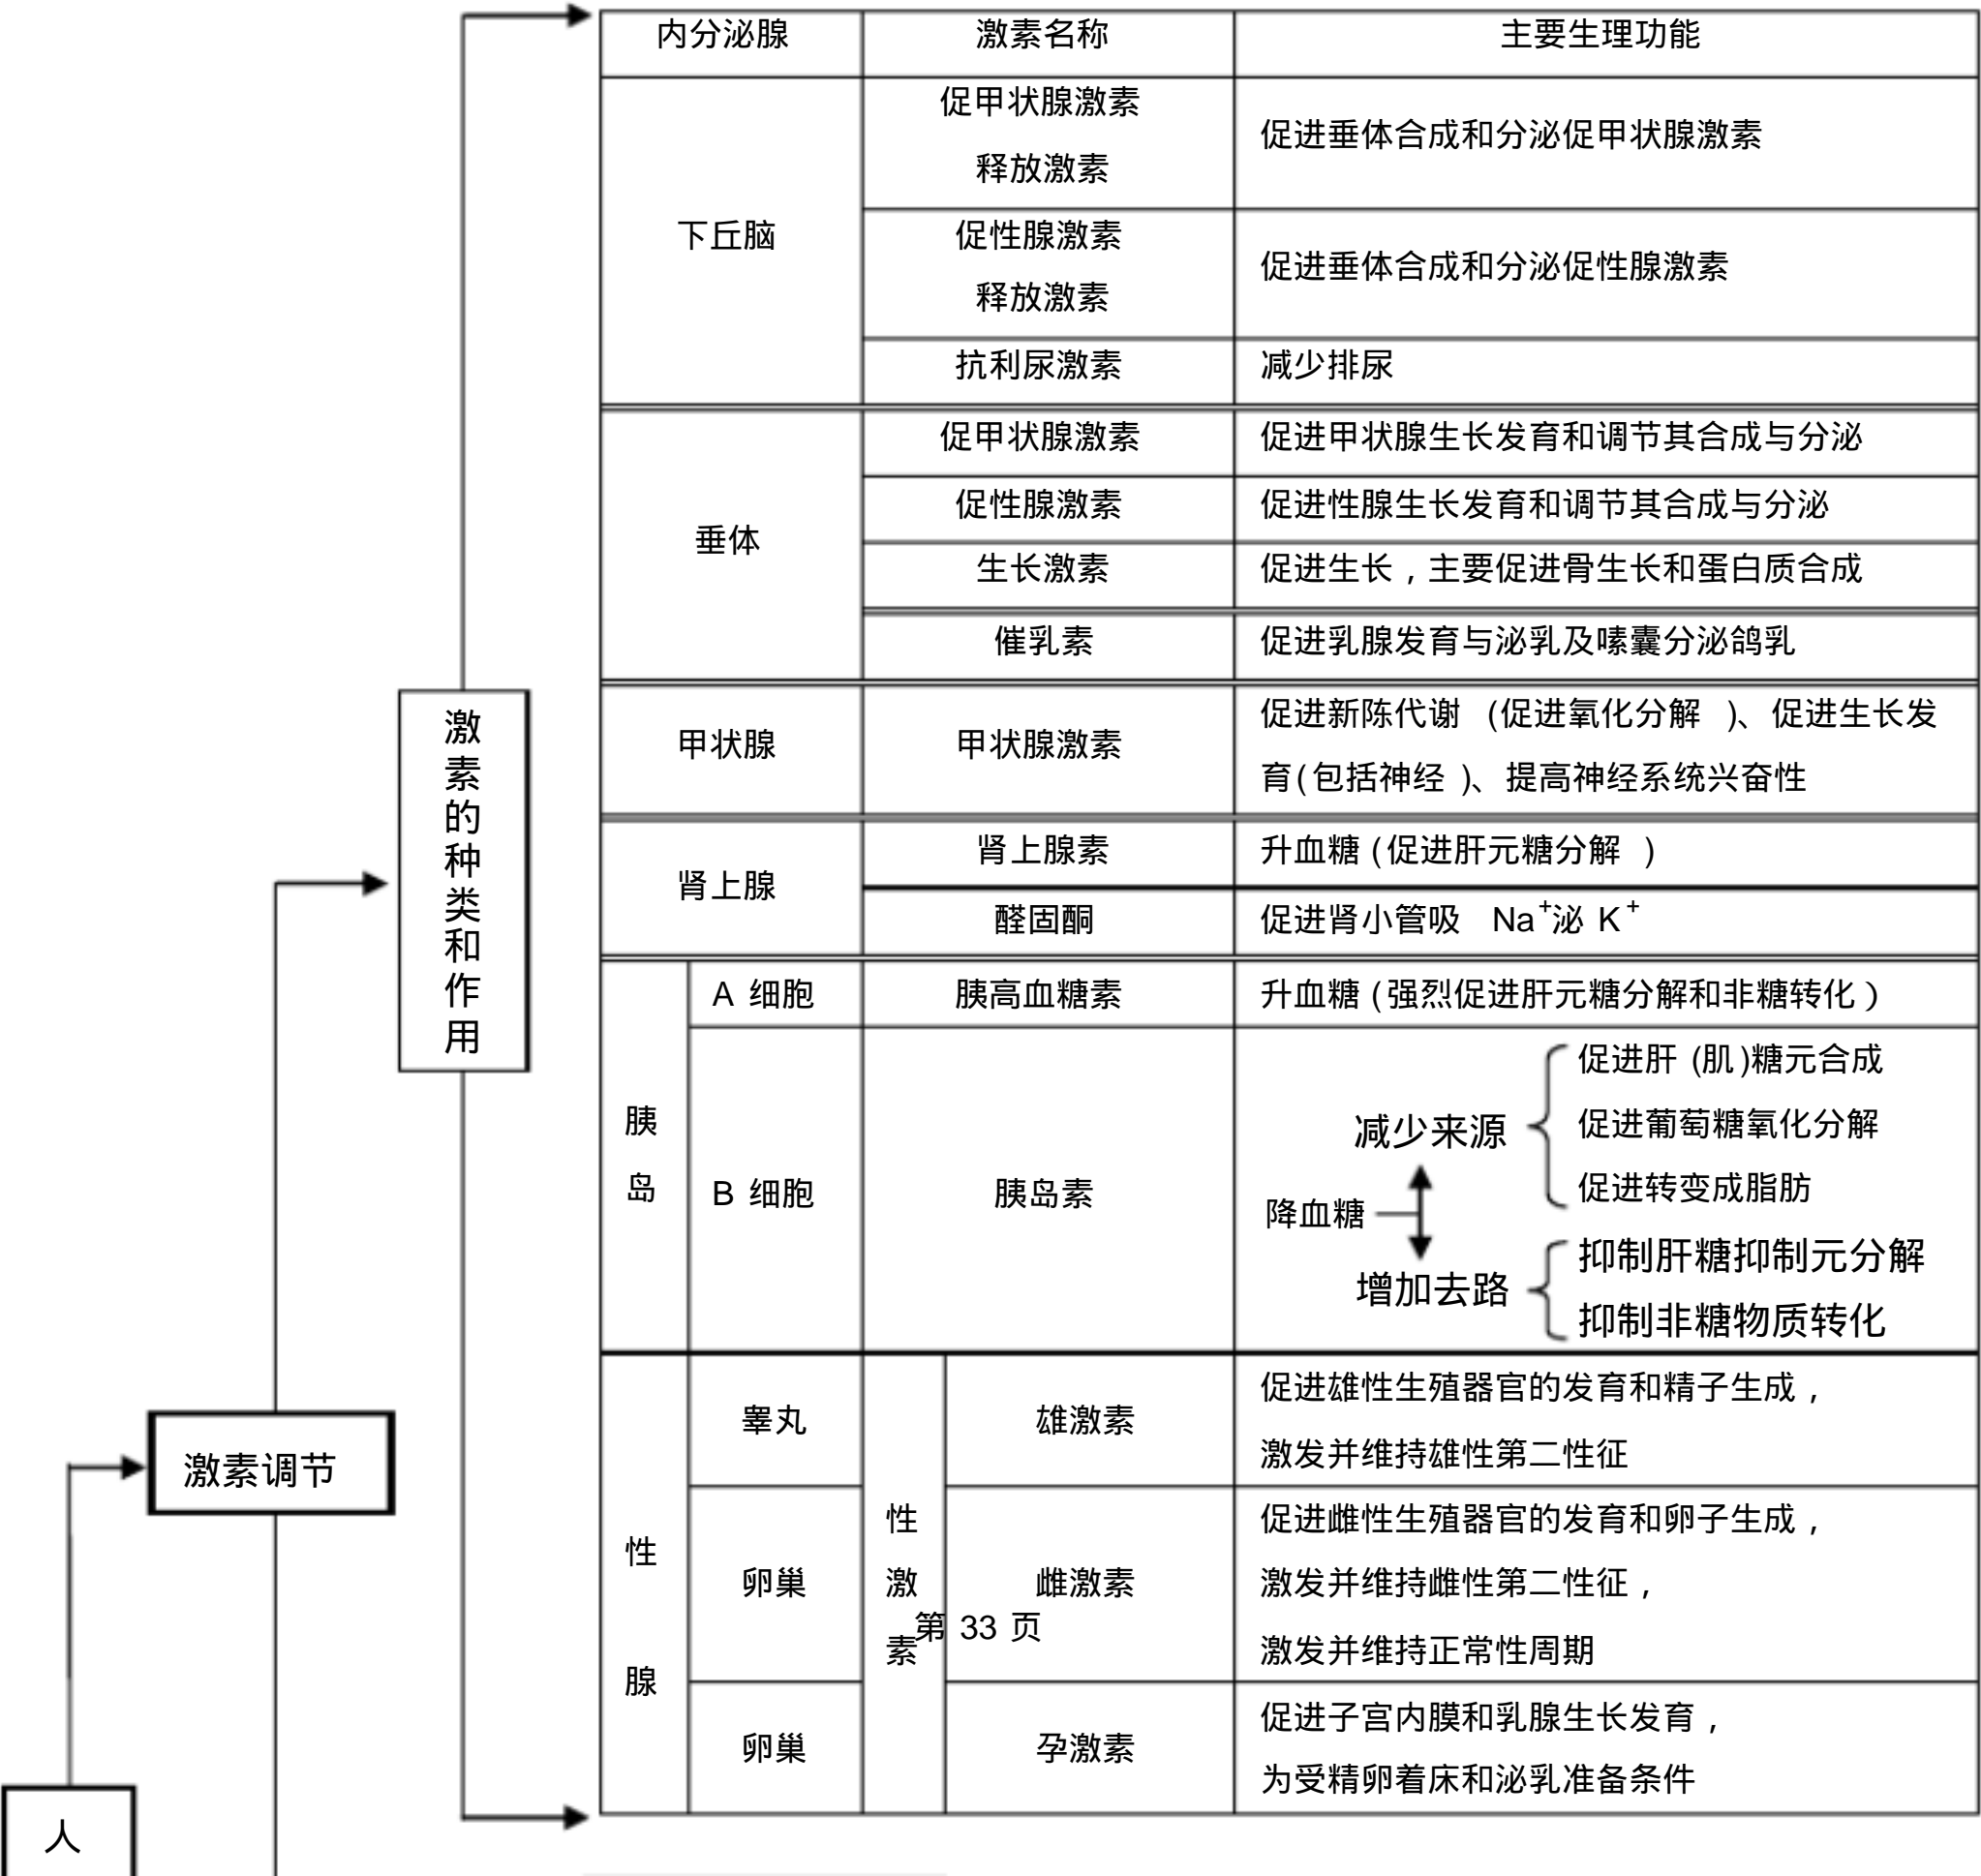 内分泌腺 激素名称 主要生理功能
下丘脑
促甲状腺激素
释放激素
促进垂体合成和分泌促甲状腺激素
促性腺激素
释放激素
促进垂体合成和分泌促性腺激素
抗利尿激素 减少排尿
垂体
促甲状腺激素 促进甲状腺生长发育和调节其合成与分泌
促性腺激素 促进性腺生长发育和调节其合成与分泌
生长激素 促进生长，主要促进骨生长和蛋白质合成
催乳素 促进乳腺发育与泌乳及嗉囊分泌鸽乳
甲状腺 甲状腺激素
促进新陈代谢 (促进氧化分解 )、促进生长发
育(包括神经 )、提高神经系统兴奋性
肾上腺
肾上腺素 升血糖 (促进肝元糖分解 )
醛固酮 促进肾小管吸 Na⁺泌 K⁺
胰岛
A 细胞 胰高血糖素 升血糖 (强烈促进肝元糖分解和非糖转化 )
B 细胞 胰岛素
降血糖
减少来源
促进肝 (肌)糖元合成
促进葡萄糖氧化分解
促进转变成脂肪
增加去路
抑制肝糖抑制元分解
抑制非糖物质转化
性腺
性激素
睾丸 雄激素
促进雄性生殖器官的发育和精子生成，
激发并维持雄性第二性征
卵巢 雌激素
促进雌性生殖器官的发育和卵子生成，
激发并维持雌性第二性征，
激发并维持正常性周期
第 33 页
卵巢 孕激素
促进子宫内膜和乳腺生长发育，
为受精卵着床和泌乳准备条件
激素的种类和作用
激素调节
人